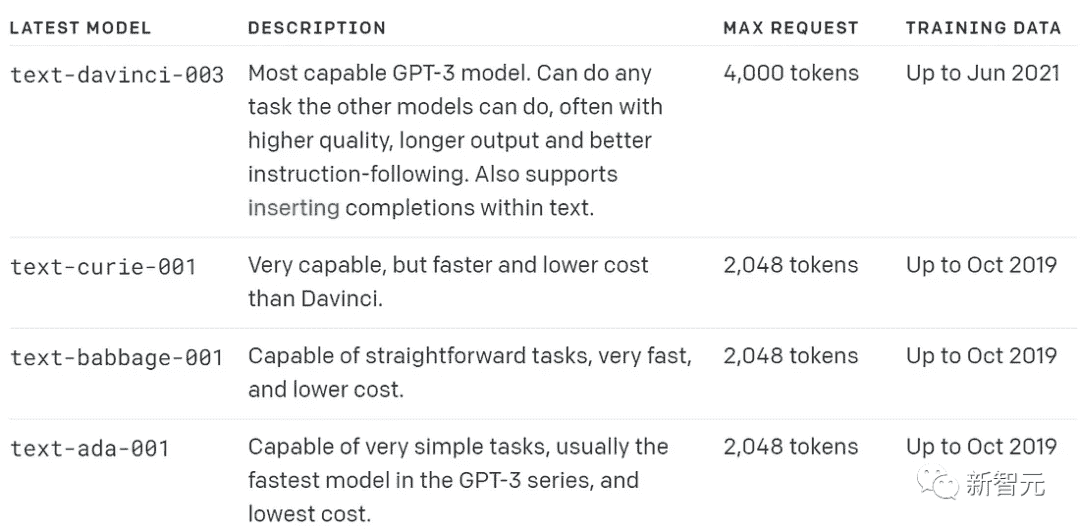 LATEST MODEL DESCRIPTION MAX REQUEST TRAINING DATA
text-davinci-003 Most capable GPT-3 model. Can do any 4,000 tokens Up to Jun 2021
task the other models can do, often with
higher quality, longer output and better
instruction-following. Also supports
inserting completions within text.
text-curie-001 Very capable, but faster and lower cost 2,048 tokens Up to Oct 2019
than Davinci.
text-babbage-001 Capable of straightforward tasks, very fast, 2,048 tokens Up to Oct 2019
and lower cost.
text-ada-001 Capable of very simple tasks, usually the 2,048 tokens Up to Oct 2019
fastest model in the GPT-3 series, and
lowest cost.
新智元